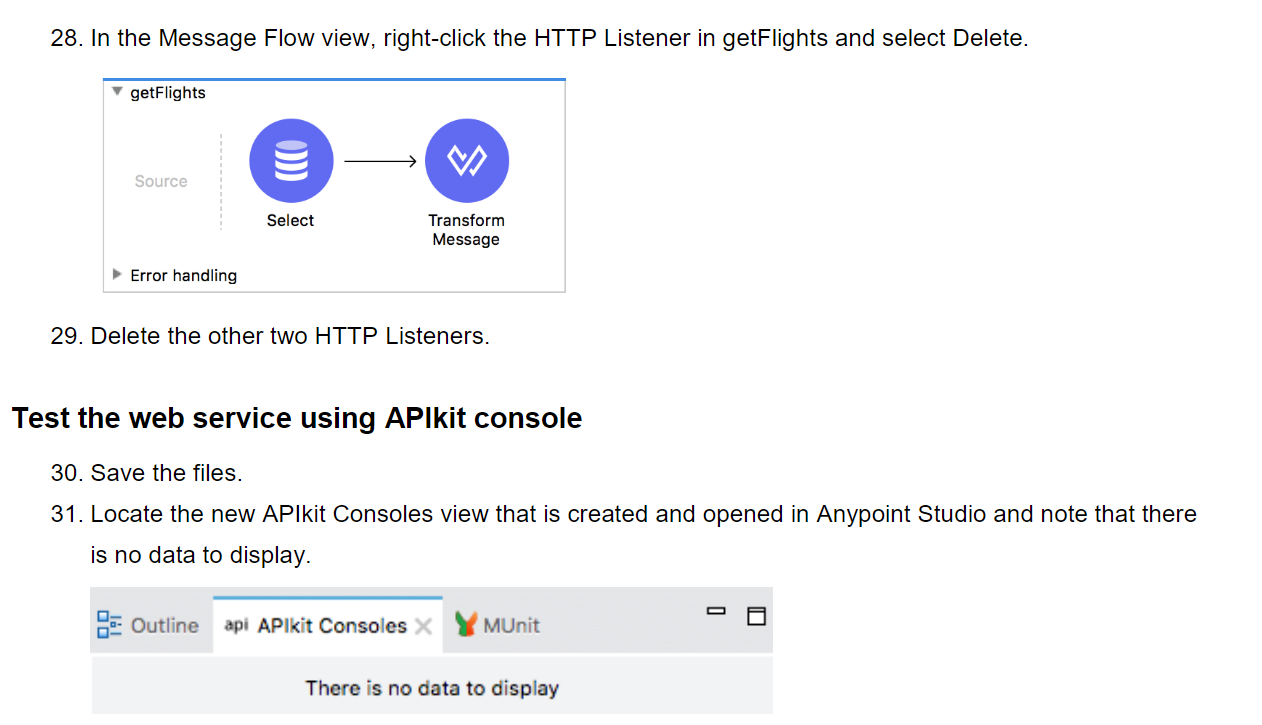 28. In the Message Flow view, right-click the HTTP Listener in getFlights and select Delete.
getFlights
Source
Select
Transform
Message
Error handling
29. Delete the other two HTTP Listeners.
Test the web service using APIkit console
30. Save the files.
31. Locate the new APIkit Consoles view that is created and opened in Anypoint Studio and note that there
is no data to display.
Outline api APIkit Consoles MUnit
There is no data to display